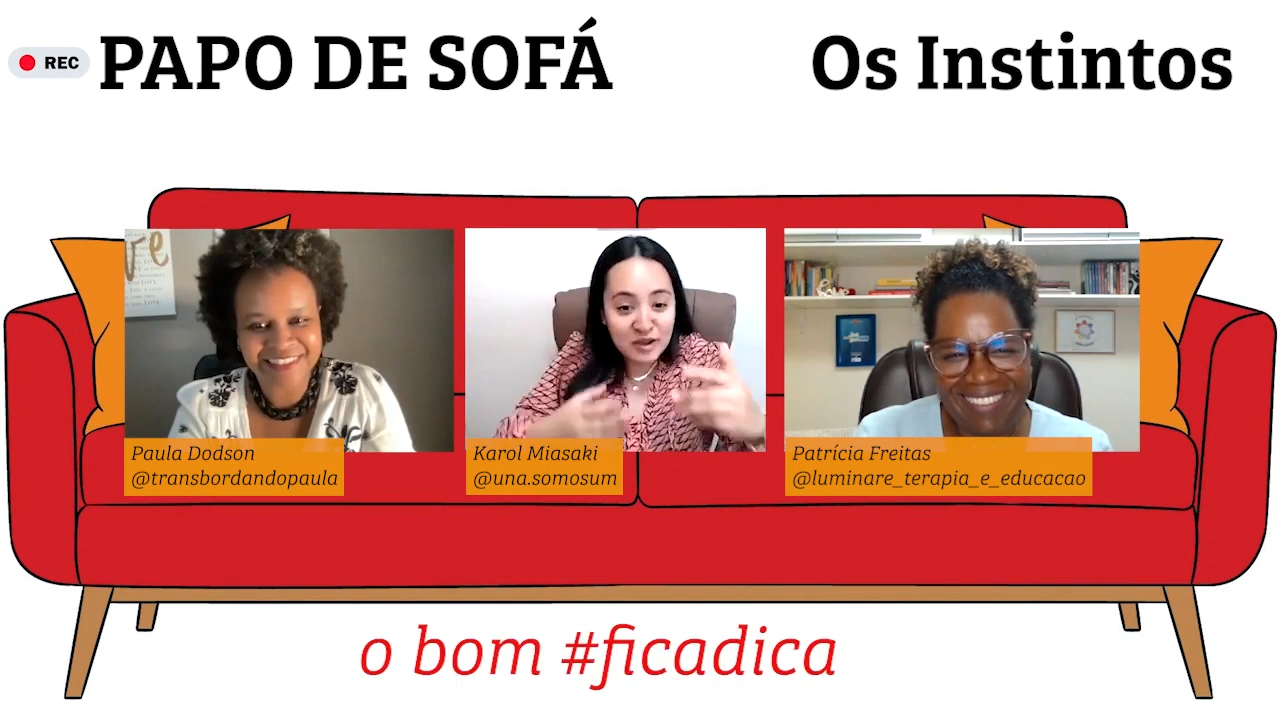 REC
PAPO DE SOFÁ
Os Instintos
Paula Dodson
@transbordandopaula
Karol Miasaki
@una.somosum
Patrícia Freitas
@luminare_terapia_e_educacao
o bom #ficadica